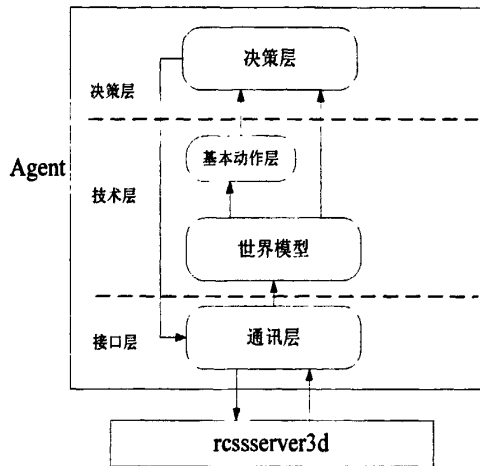 决策层
决策层
基本动作层
Agent
技术层
世界模型
通讯层
接口层
rcssserver3d